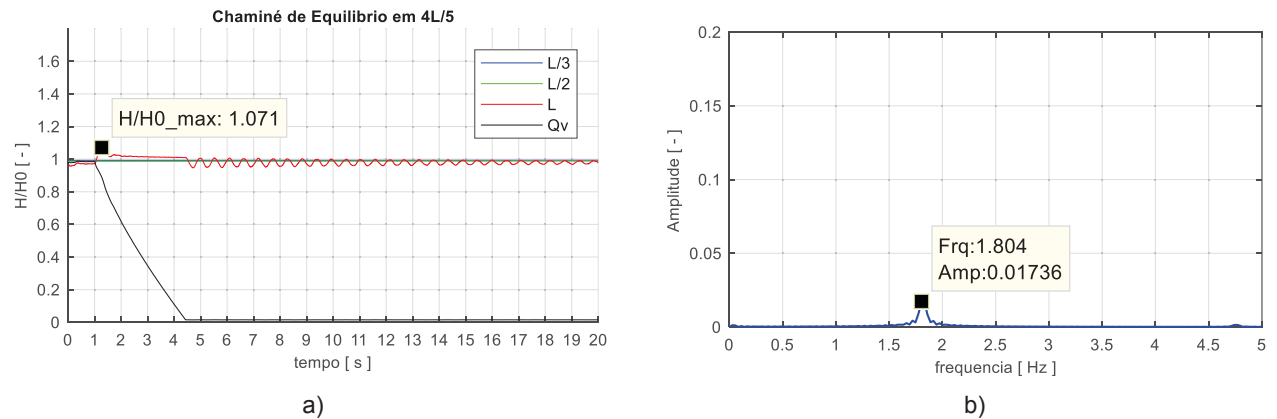 Chaminé de Equilibrio em 4L/5
H/H0 [ - ]
1.6
1.4
1.2
1
0.8
0.6
0.4
0.2
0
H/H0_max: 1.071
L/3
L/2
L
Qv
0 1 2 3 4 5 6 7 8 9 10 11 12 13 14 15 16 17 18 19 20
tempo [ s ]
a)
Amplitude [ - ]
0.2
0.15
0.1
0.05
0
Frq:1.804
Amp:0.01736
0 0.5 1 1.5 2 2.5 3 3.5 4 4.5 5
frequencia [ Hz ]
b)